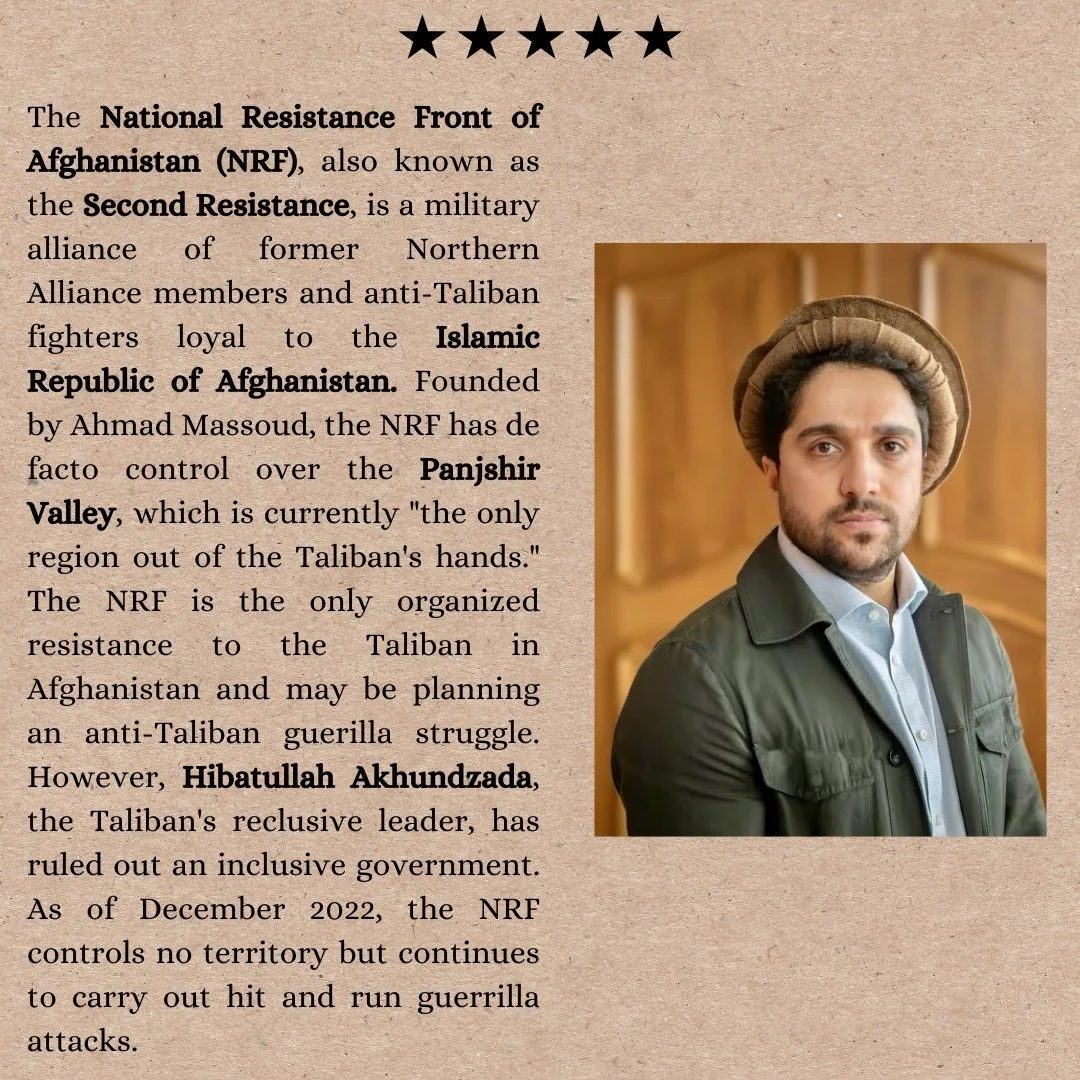 The National Resistance Front of
Afghanistan (NRF), also known as
the Second Resistance, is a military
alliance of former Northern
Alliance members and anti-Taliban
fighters loyal to the Islamic
Republic of Afghanistan. Founded
by Ahmad Massoud, the NRF has de
facto control over the Panjshir
Valley, which is currently "the only
region out of the Taliban's hands."
The NRF is the only organized
resistance to the Taliban in
Afghanistan and may be planning
an anti-Taliban guerilla struggle.
However, Hibatullah Akhundzada,
the Taliban's reclusive leader, has
ruled out an inclusive government.
As of December 2022, the NRF
controls no territory but continues
to carry out hit and run guerrilla
attacks.